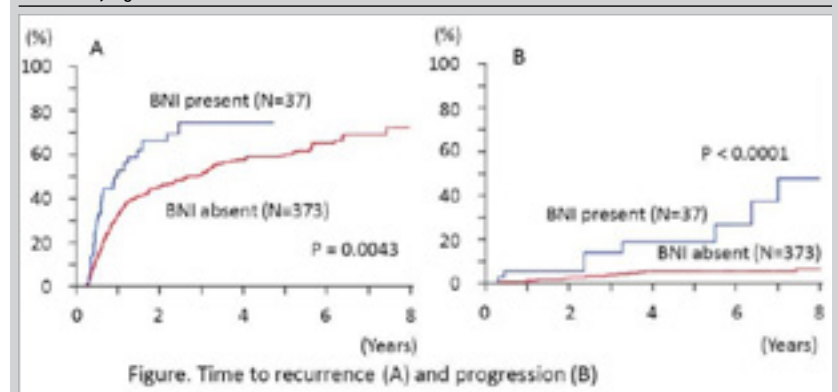 (%)
A
100
80
60
40
20
0
BNI present (N=37)
BNI absent (N=373)
P = 0.0043
0 2 4 6 8
(Years)
(%)
B
100
80
60
40
20
0
P < 0.0001
BNI present (N=37)
BNI absent (N=373)
0 2 4 6 8
(Years)
Figure. Time to recurrence (A) and progression (B)